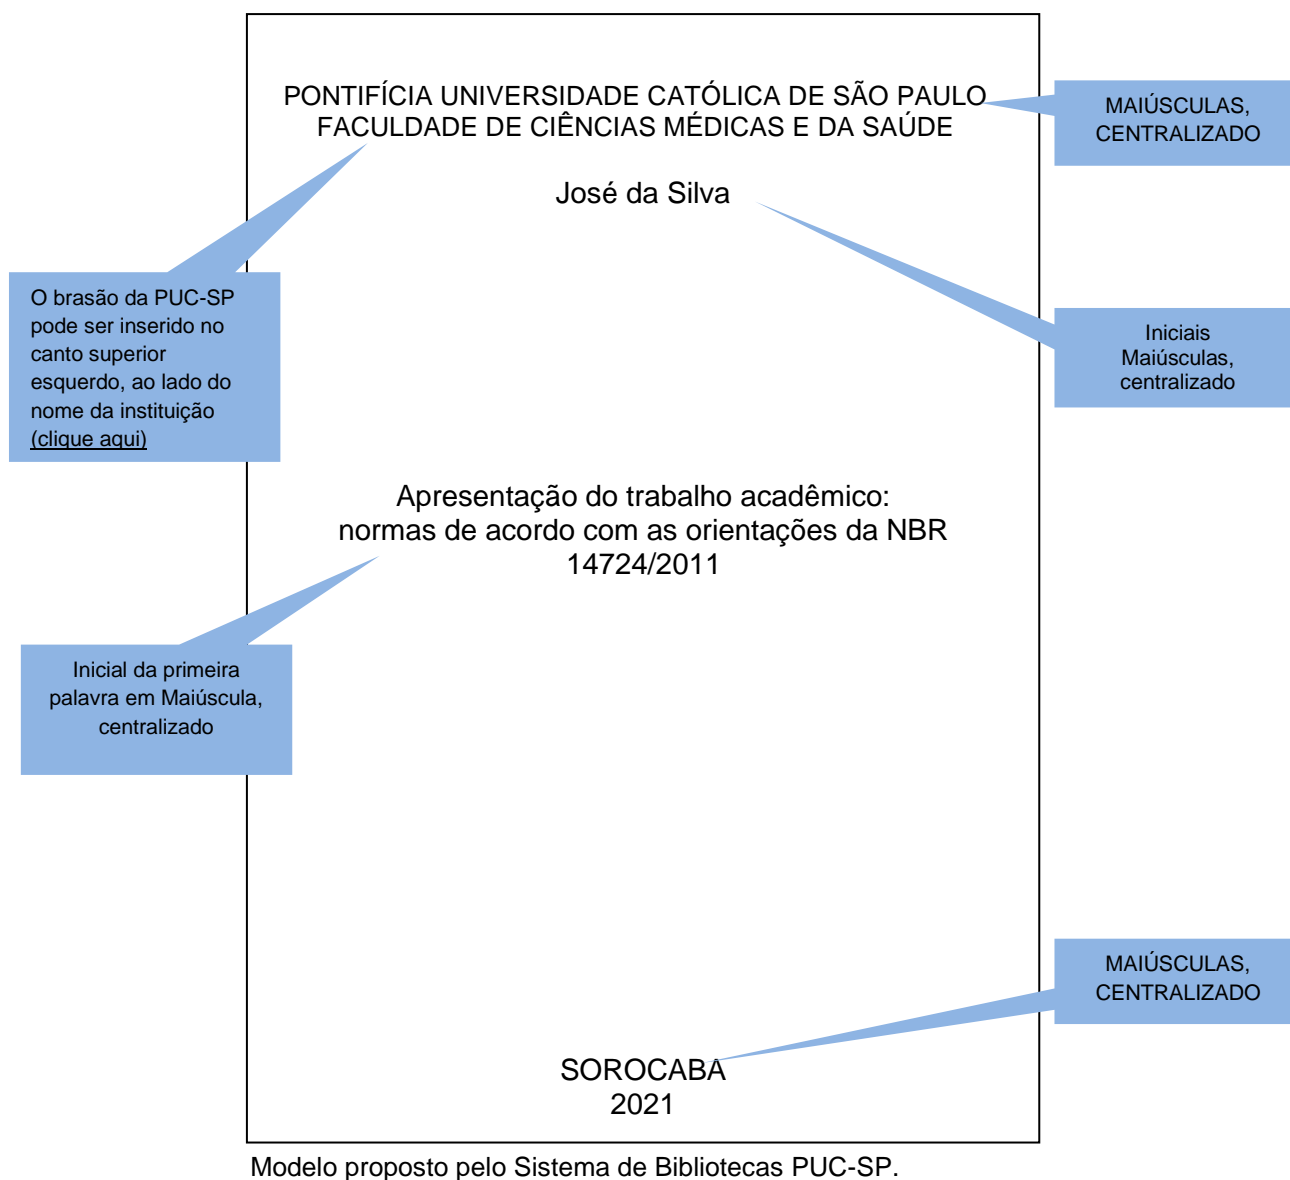 PONTIFÍCIA UNIVERSIDADE CATÓLICA DE SÃO PAULO
FACULDADE DE CIÊNCIAS MÉDICAS E DA SAÚDE
MAIÚSCULAS,
CENTRALIZADO
José da Silva
O brasão da PUC-SP
pode ser inserido no
canto superior
esquerdo, ao lado do
nome da instituição
(clique aqui)
Iniciais
Maiúsculas,
centralizado
Apresentação do trabalho acadêmico:
normas de acordo com as orientações da NBR
14724/2011
Inicial da primeira
palavra em Maiúscula,
centralizado
MAIÚSCULAS,
CENTRALIZADO
SOROCABA
2021
Modelo proposto pelo Sistema de Bibliotecas PUC-SP.